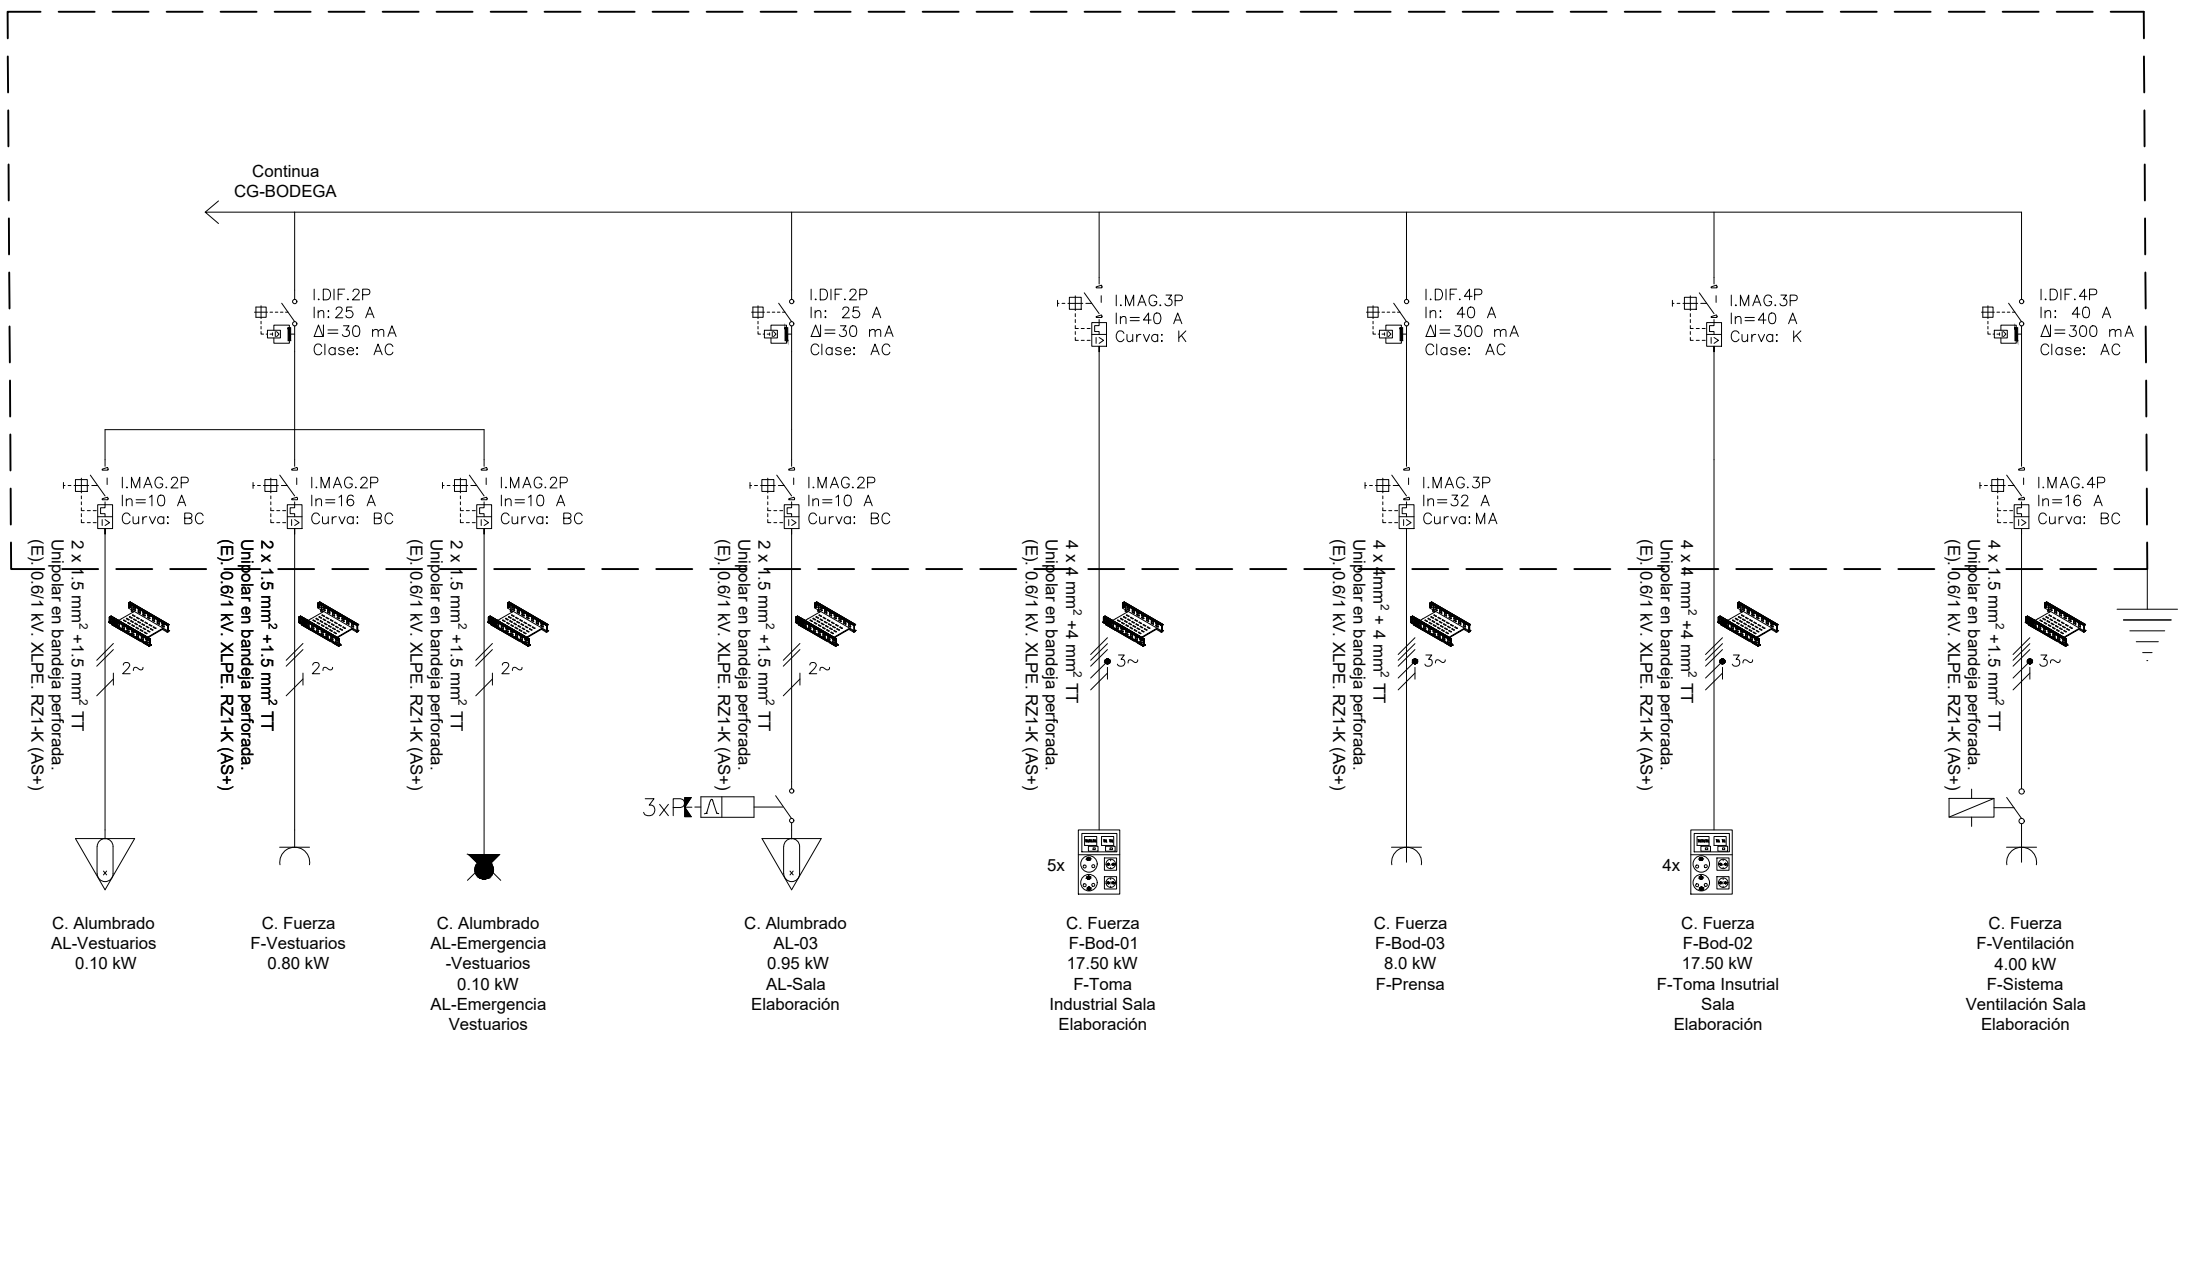 Continua
CG-BODEGA
I.DIF.2P
In: 25 A
ΔI=30 mA
Clase: AC
I.DIF.2P
In: 25 A
ΔI=30 mA
Clase: AC
I.MAG.3P
In=40 A
Curva: K
I.DIF.4P
In: 40 A
ΔI=300 mA
Clase: AC
I.MAG.3P
In=40 A
Curva: K
I.DIF.4P
In: 40 A
ΔI=300 mA
Clase: AC
I.MAG.2P
In=10 A
Curva: BC
I.MAG.2P
In=16 A
Curva: BC
I.MAG.2P
In=10 A
Curva: BC
I.MAG.2P
In=10 A
Curva: BC
I.MAG.3P
In=32 A
Curva: MA
I.MAG.4P
In=16 A
Curva: BC
2 x 1.5 mm² +1.5 mm² TT
Unipolar en bandeja perforada.
(E). 0.6/1 kV. XLPE. RZ1-K (AS+)
2~
2 x 1.5 mm² +1.5 mm² TT
Unipolar en bandeja perforada.
(E). 0.6/1 kV. XLPE. RZ1-K (AS+)
2~
2 x 1.5 mm² +1.5 mm² TT
Unipolar en bandeja perforada.
(E). 0.6/1 kV. XLPE. RZ1-K (AS+)
2~
2 x 1.5 mm² +1.5 mm² TT
Unipolar en bandeja perforada.
(E). 0.6/1 kV. XLPE. RZ1-K (AS+)
2~
4 x 4 mm² +4 mm² TT
Unipolar en bandeja perforada.
(E). 0.6/1 kV. XLPE. RZ1-K (AS+)
3~
4 x 4mm² + 4 mm² TT
Unipolar en bandeja perforada.
(E). 0.6/1 kV. XLPE. RZ1-K (AS+)
3~
4 x 4 mm² +4 mm² TT
Unipolar en bandeja perforada.
(E). 0.6/1 kV. XLPE. RZ1-K (AS+)
3~
4 x 1.5 mm² +1.5 mm² TT
Unipolar en bandeja perforada.
(E). 0.6/1 kV. XLPE. RZ1-K (AS+)
3~
3xP
5x
4x
C. Alumbrado
AL-Vestuarios
0.10 kW
C. Fuerza
F-Vestuarios
0.80 kW
C. Alumbrado
AL-Emergencia
-Vestuarios
0.10 kW
AL-Emergencia
Vestuarios
C. Alumbrado
AL-03
0.95 kW
AL-Sala
Elaboración
C. Fuerza
F-Bod-01
17.50 kW
F-Toma
Industrial Sala
Elaboración
C. Fuerza
F-Bod-03
8.0 kW
F-Prensa
C. Fuerza
F-Bod-02
17.50 kW
F-Toma Insutrial
Sala
Elaboración
C. Fuerza
F-Ventilación
4.00 kW
F-Sistema
Ventilación Sala
Elaboración